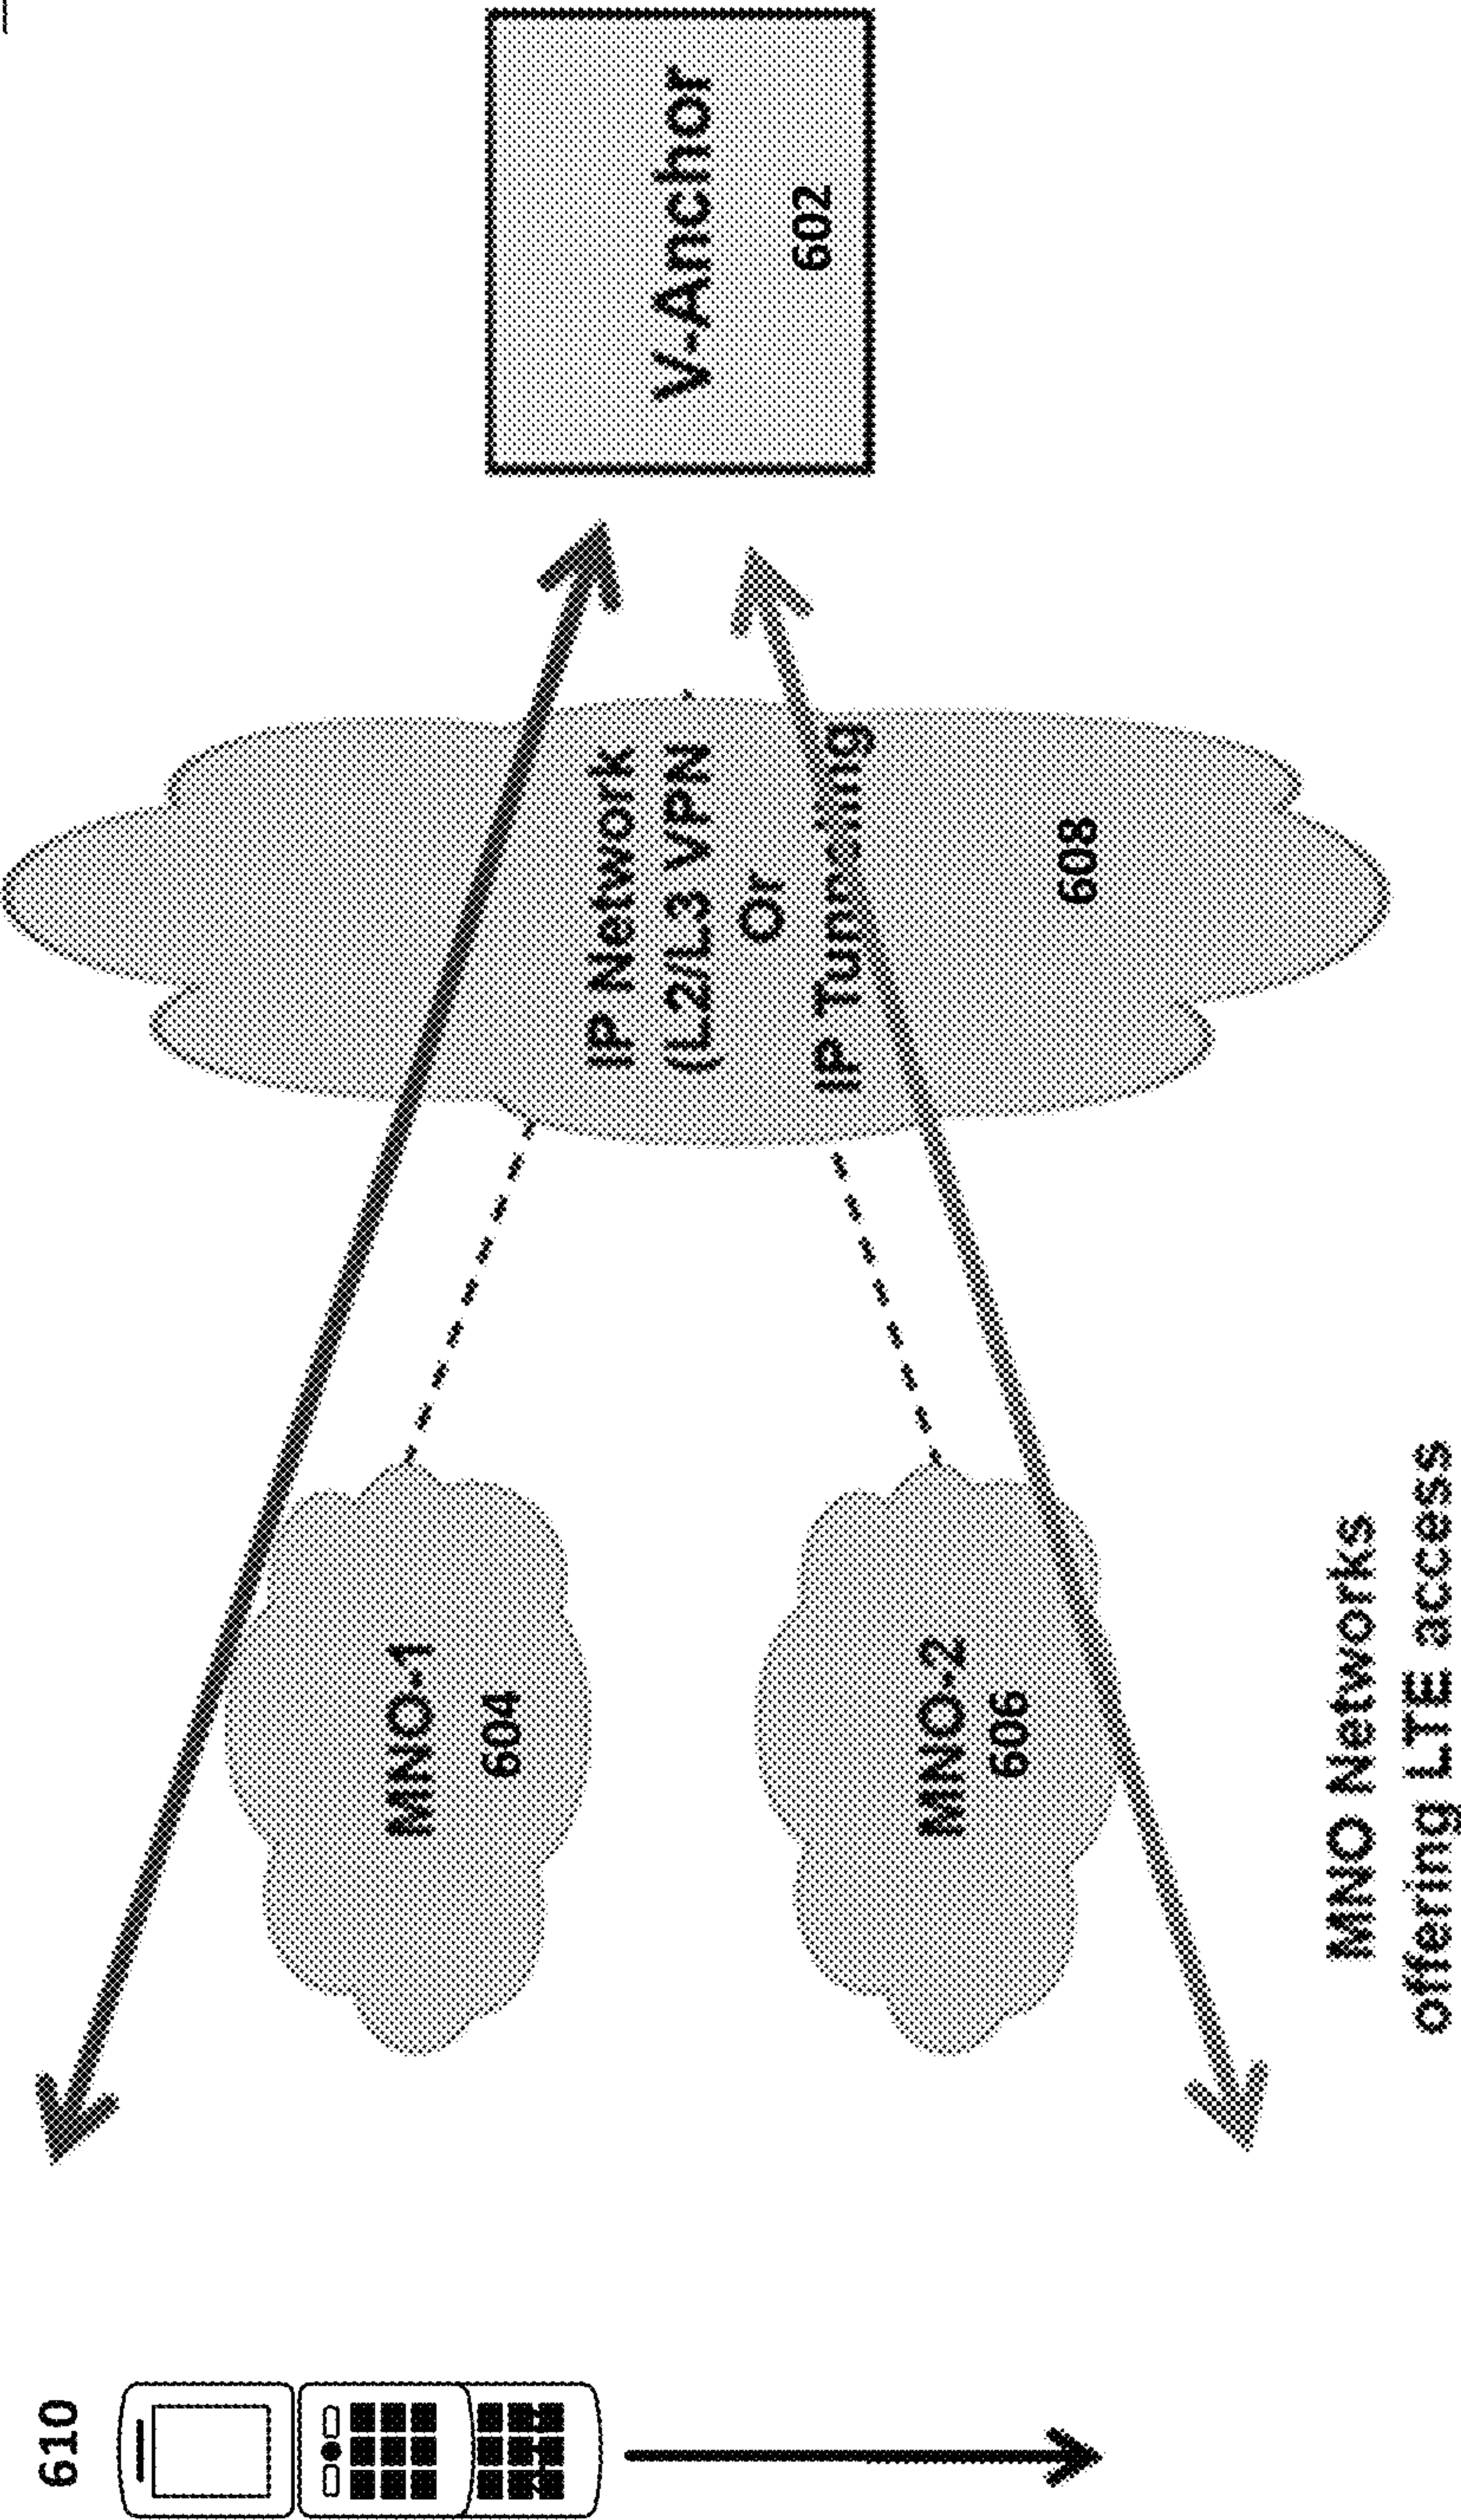 610
MNO-1
604
MNO-2
606
MNO Networks
offering LTE access
IP Network
(L2/L3 VPN
Or
IP Tunneling
608
V-Anchor
602